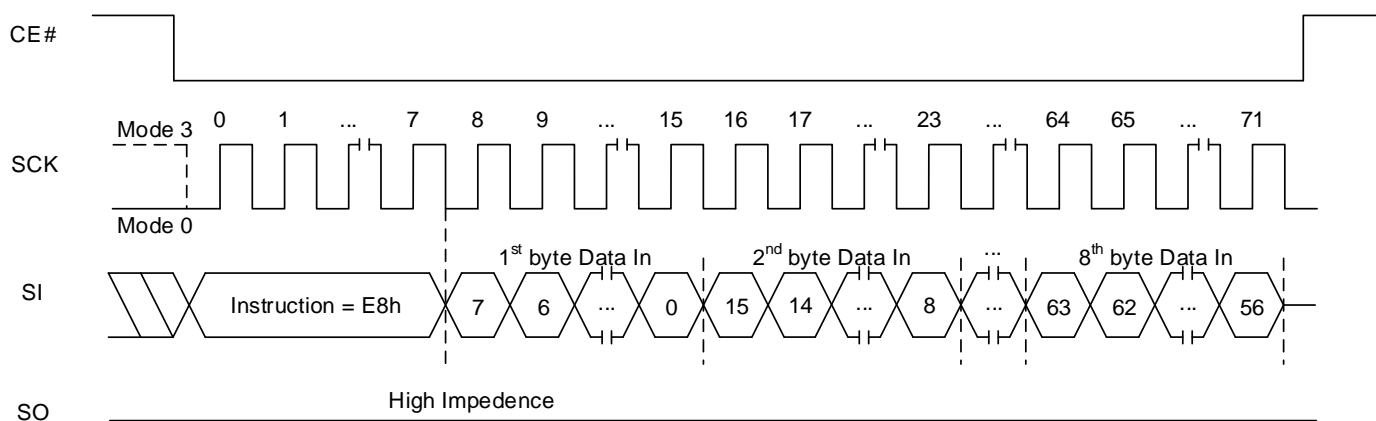 CE#
Mode 3 0 1 ... 7 8 9 ... 15 16 17 ... 23 ... 64 65 ... 71
SCK
Mode 0
1st byte Data In 2nd byte Data In ... 8th byte Data In
SI Instruction = E8h 7 6 ... 0 15 14 ... 8 ... 63 62 ... 56
High Impedence
SO